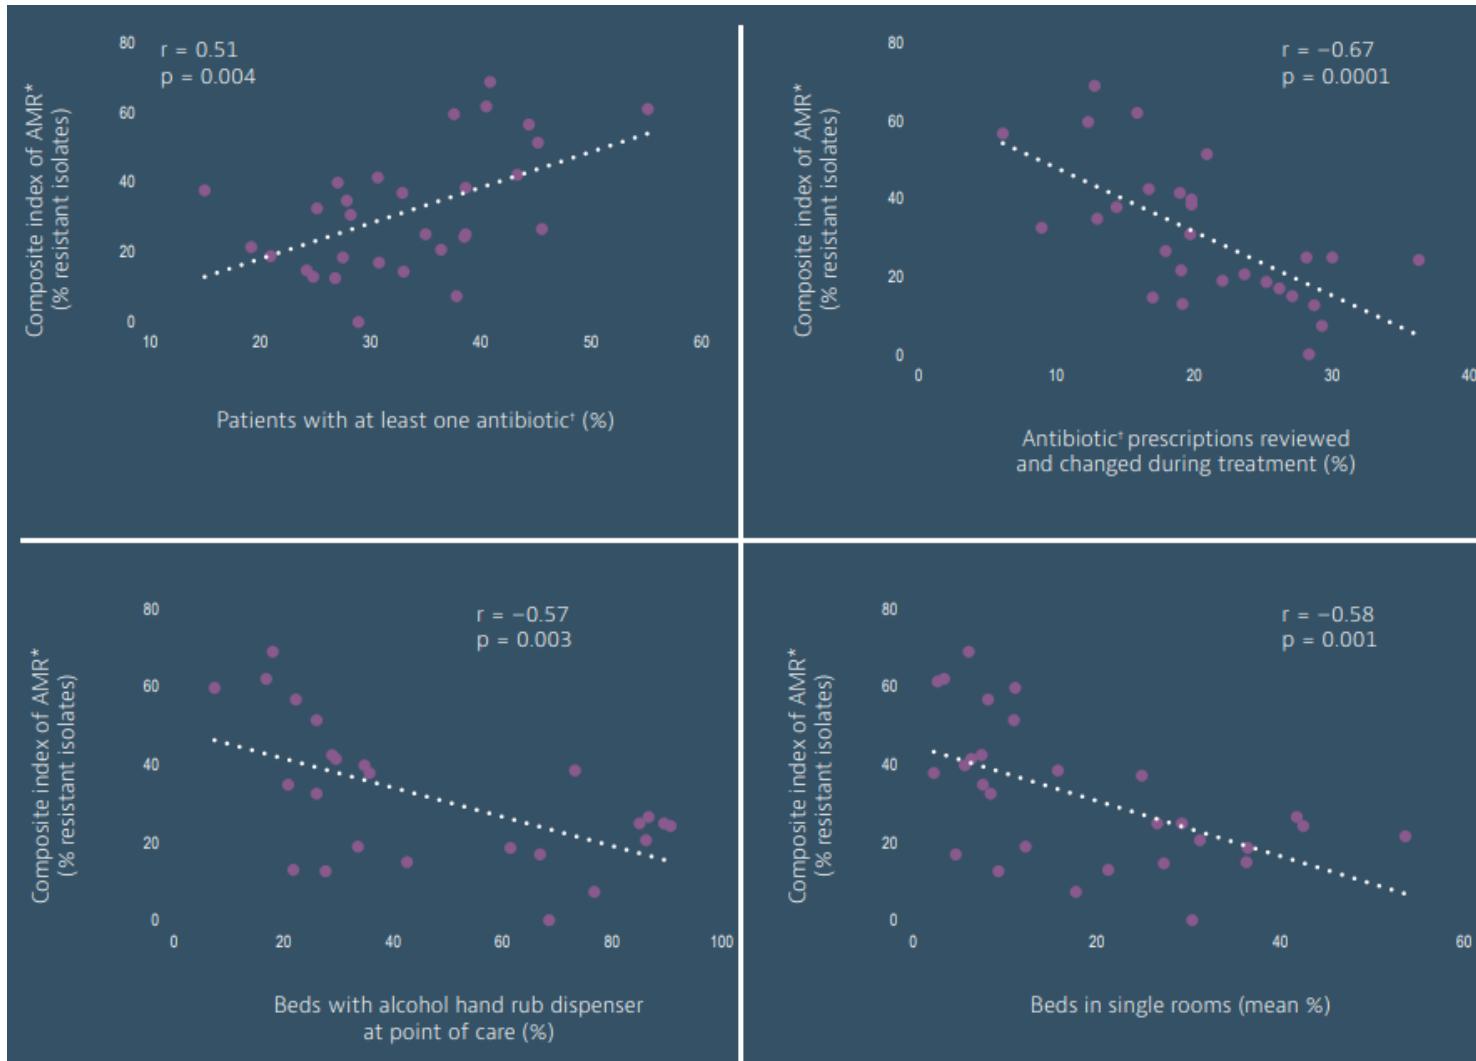 r = 0.51
p = 0.004
Composite index of AMR*
(% resistant isolates)
80
60
40
20
0
10 20 30 40 50 60
Patients with at least one antibiotic† (%)
r = −0.67
p = 0.0001
Composite index of AMR*
(% resistant isolates)
80
60
40
20
0
0 10 20 30 40
Antibiotic† prescriptions reviewed
and changed during treatment (%)
r = −0.57
p = 0.003
Composite index of AMR*
(% resistant isolates)
80
60
40
20
0
0 20 40 60 80 100
Beds with alcohol hand rub dispenser
at point of care (%)
r = −0.58
p = 0.001
Composite index of AMR*
(% resistant isolates)
80
60
40
20
0
0 20 40 60
Beds in single rooms (mean %)